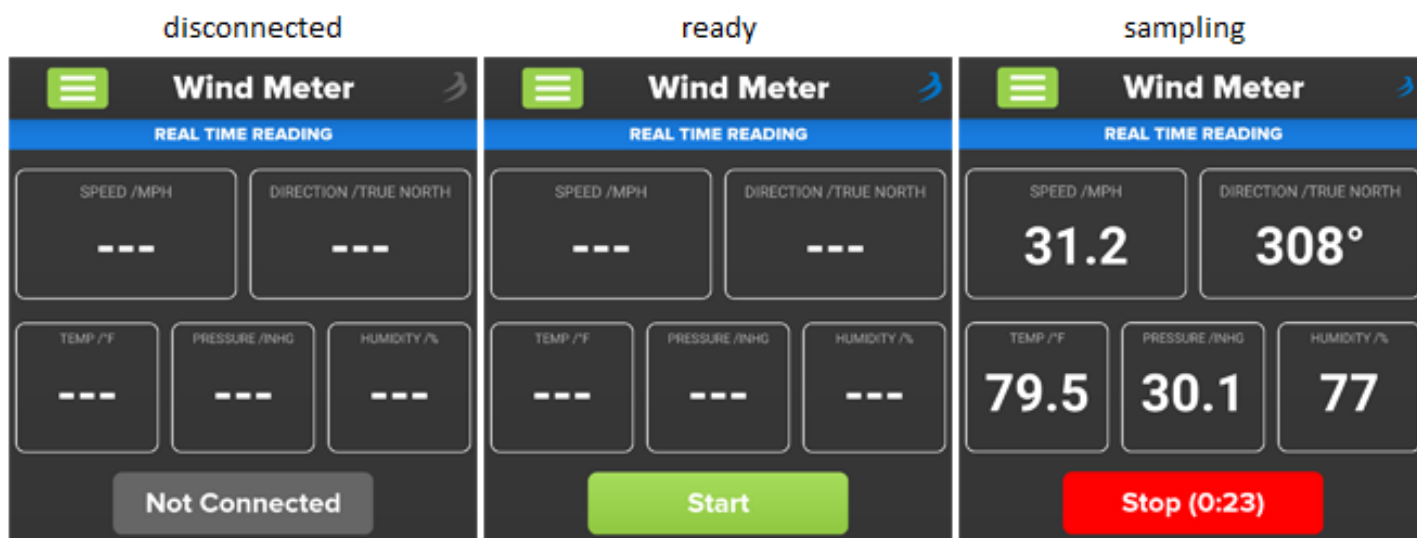 disconnected
Wind Meter
REAL TIME READING
SPEED /MPH
---
DIRECTION /TRUE NORTH
---
TEMP /°F
---
PRESSURE /INHG
---
HUMIDITY /%
---
Not Connected
ready
Wind Meter
REAL TIME READING
SPEED /MPH
---
DIRECTION /TRUE NORTH
---
TEMP /°F
---
PRESSURE /INHG
---
HUMIDITY /%
---
Start
sampling
Wind Meter
REAL TIME READING
SPEED /MPH
31.2
DIRECTION /TRUE NORTH
308°
TEMP /°F
79.5
PRESSURE /INHG
30.1
HUMIDITY /%
77
Stop (0:23)